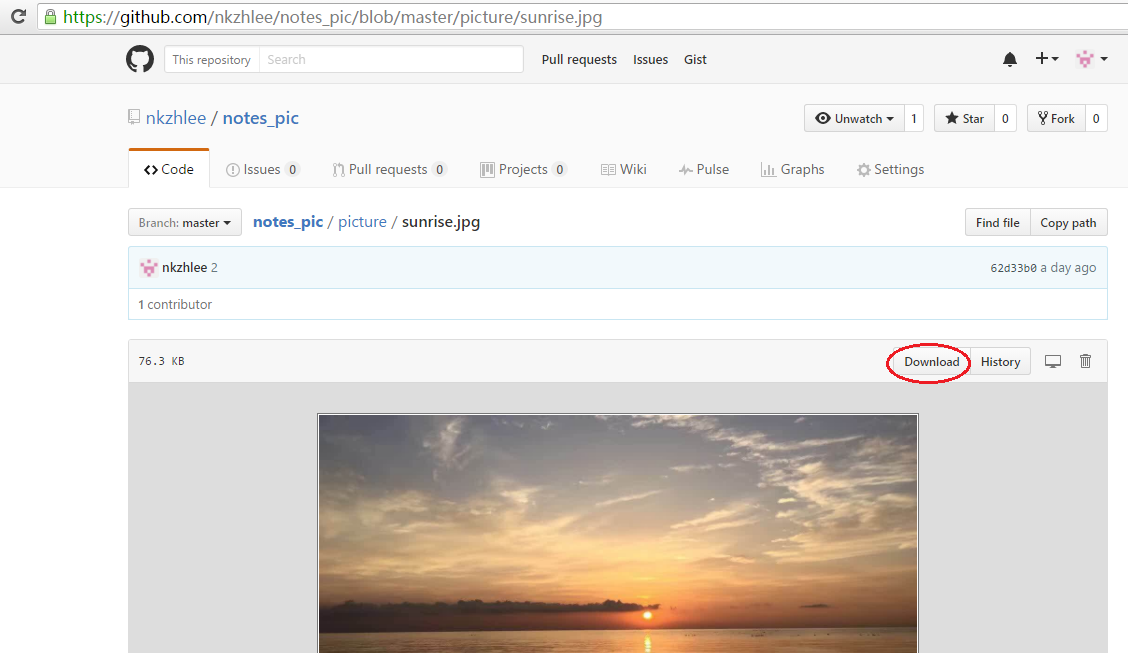 https://github.com/nkzhlee/notes_pic/blob/master/picture/sunrise.jpg
This repository Search Pull requests Issues Gist
nkzhlee / notes_pic Unwatch 1 Star 0 Fork 0
Code Issues 0 Pull requests 0 Projects 0 Wiki Pulse Graphs Settings
Branch: master notes_pic / picture / sunrise.jpg Find file Copy path
nkzhlee 2 62d33b0 a day ago
1 contributor
76.3 KB Download History